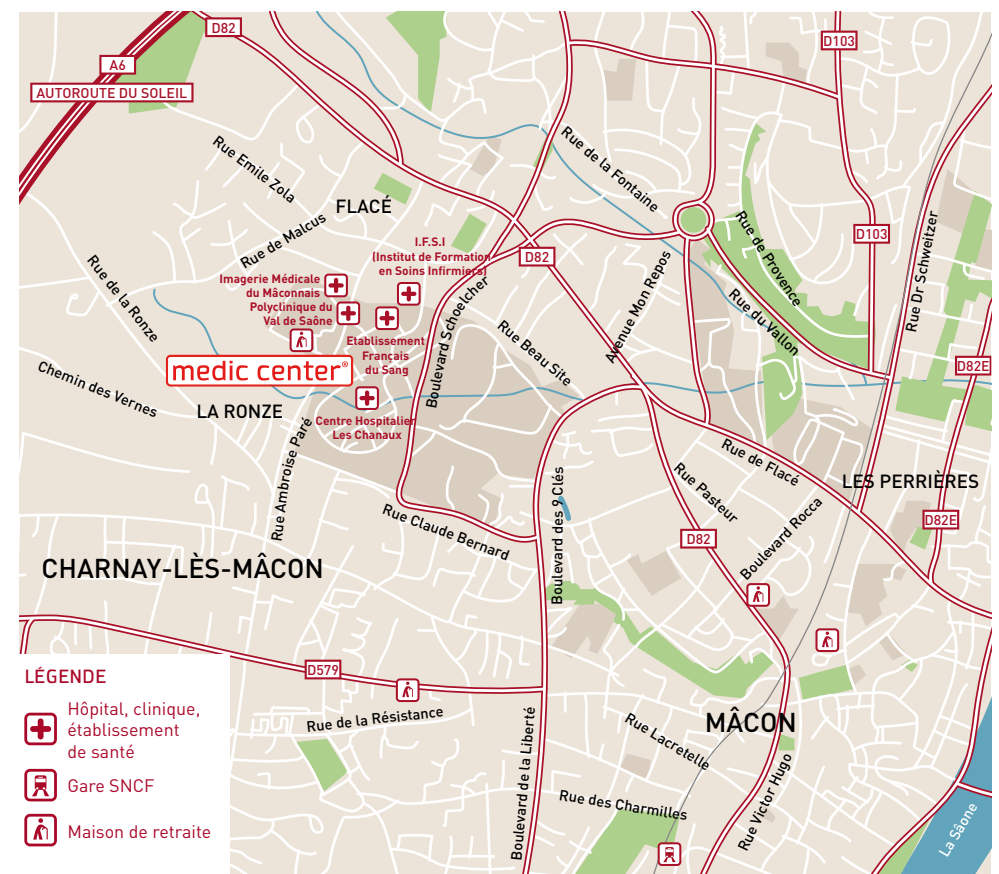 D82
D103
A6
AUTOROUTE DU SOLEIL
Rue Emile Zola
Rue de la Fontaine
FLACÉ
Rue de Malcus
Rue de Provence
D103
I.F.S.I
(Institut de Formation
en Soins Infirmiers)
D82
Rue Dr Schweitzer
Rue de la Ronze
Imagerie Médicale
du Mâconnais
Polyclinique du
Val de Saône
Avenue Mon Repos
Rue du Vallon
Boulevard Schoelcher
Rue Beau Site
Etablissement
Français
du Sang
medic center®
D82E
Chemin des Vernes
LA RONZE
Centre Hospitalier
Les Chanaux
Rue Ambroise Paré
Rue de Flacé
LES PERRIÈRES
Rue Pasteur
Boulevard des 9 Clés
Rue Claude Bernard
D82E
D82
Boulevard Rocca
CHARNAY-LÈS-MÂCON
D579
Rue de la Résistance
MÂCON
Rue Lacretelle
Boulevard de la Liberté
Rue des Charmilles
Rue Victor Hugo
La Sâone
LÉGENDE
Hôpital, clinique,
établissement
de santé
Gare SNCF
Maison de retraite